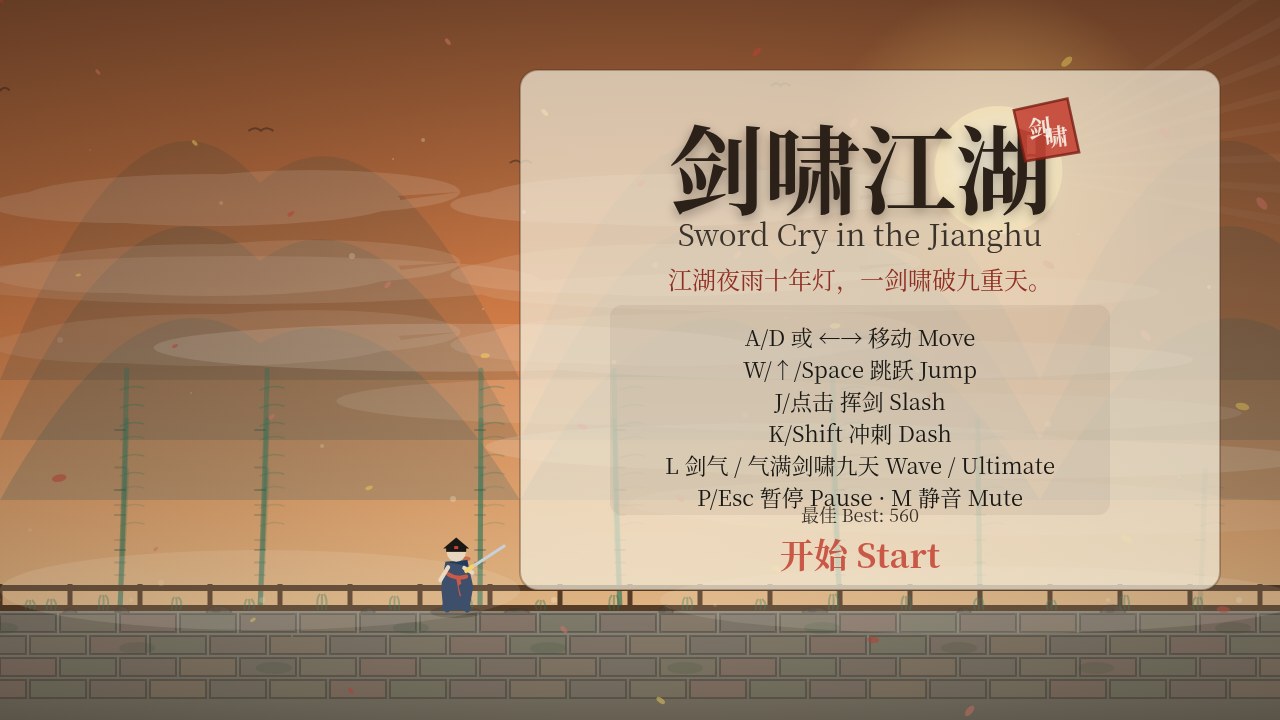 剑啸江湖
剑啸
Sword Cry in the Jianghu
江湖夜雨十年灯，一剑啸破九重天。
A/D 或 ←→ 移动 Move
W/↑/Space 跳跃 Jump
J/点击 挥剑 Slash
K/Shift 冲刺 Dash
L 剑气 / 气满剑啸九天 Wave / Ultimate
P/Esc 暂停 Pause · M 静音 Mute
最佳 Best: 560
开始 Start